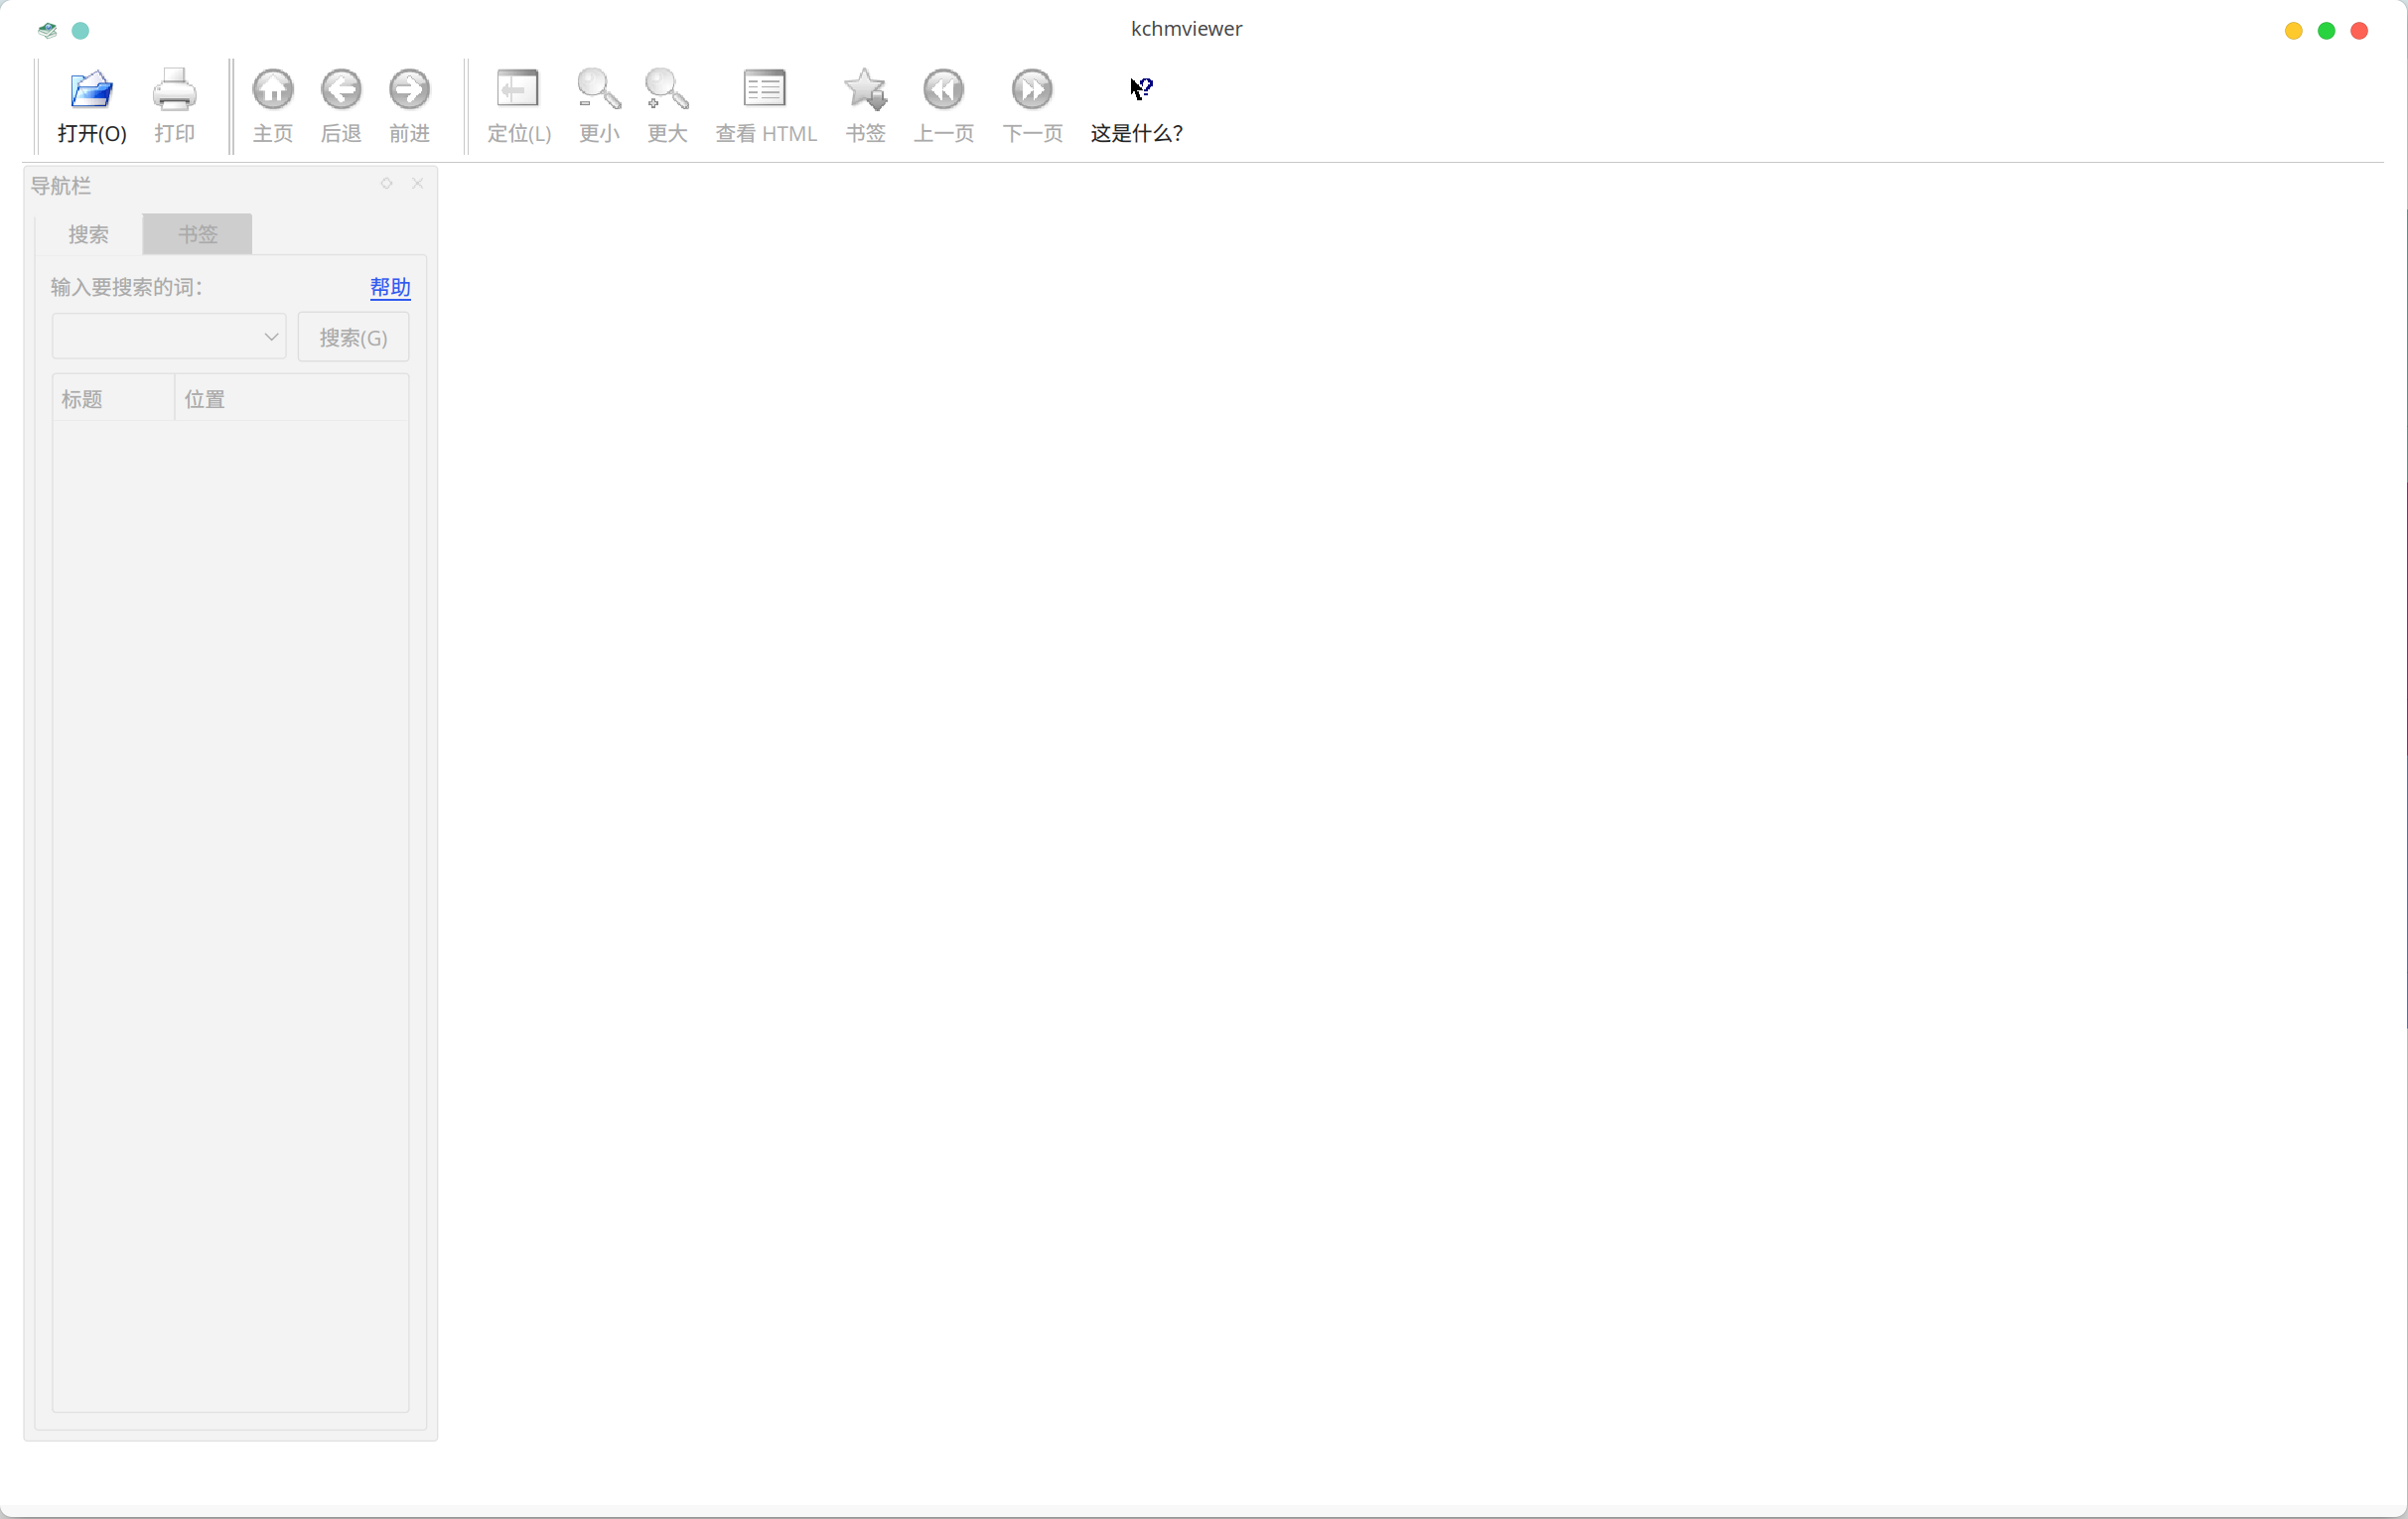 kchmviewer
打开(O) 打印 主页 后退 前进 定位(L) 更小 更大 查看 HTML 书签 上一页 下一页 这是什么?
导航栏
搜索 书签
输入要搜索的词: 帮助
搜索(G)
标题 位置